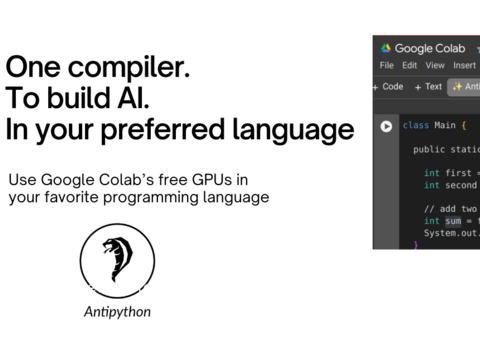 One compiler.
To build AI.
In your preferred language
Use Google Colab's free GPUs in
your favorite programming language
Antipython
Google Colab
File Edit View Insert
+ Code + Text ✨ Anti
class Main {
public static
int first =
int second
// add two
int sum = f
System.out.
}